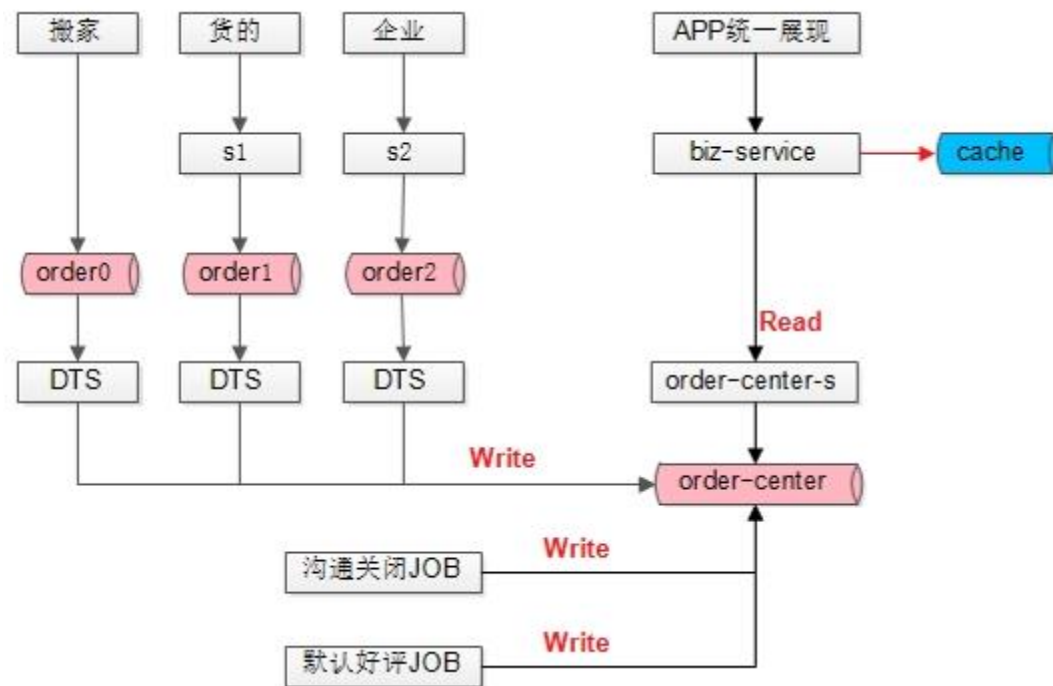 搬家
货的
企业
APP统一展现
s1
s2
biz-service
cache
order0
order1
order2
Read
DTS
DTS
DTS
order-center-s
Write
order-center
Write
沟通关闭JOB
Write
默认好评JOB